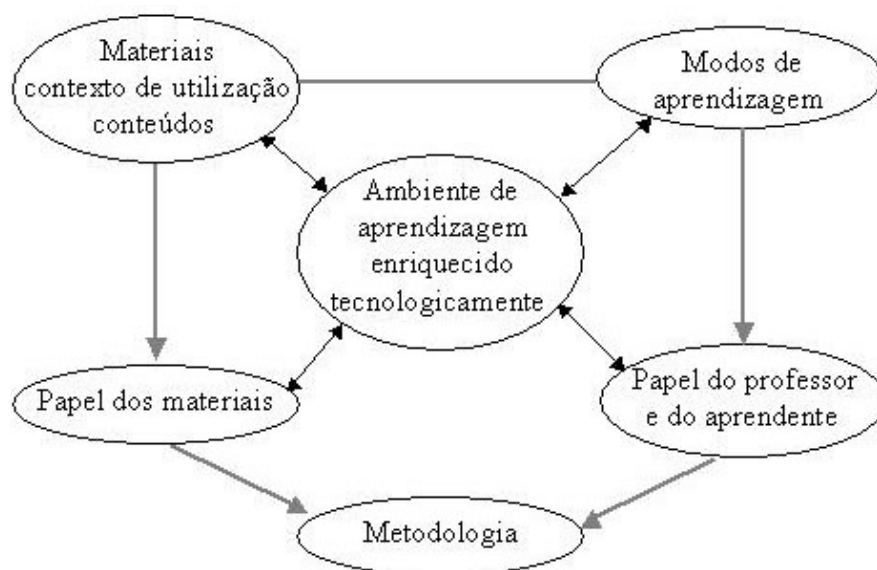 Materiais
contexto de utilização
conteúdos
Modos de
aprendizagem
Ambiente de
aprendizagem
enriquecido
tecnologicamente
Papel dos materiais
Papel do professor
e do aprendente
Metodologia